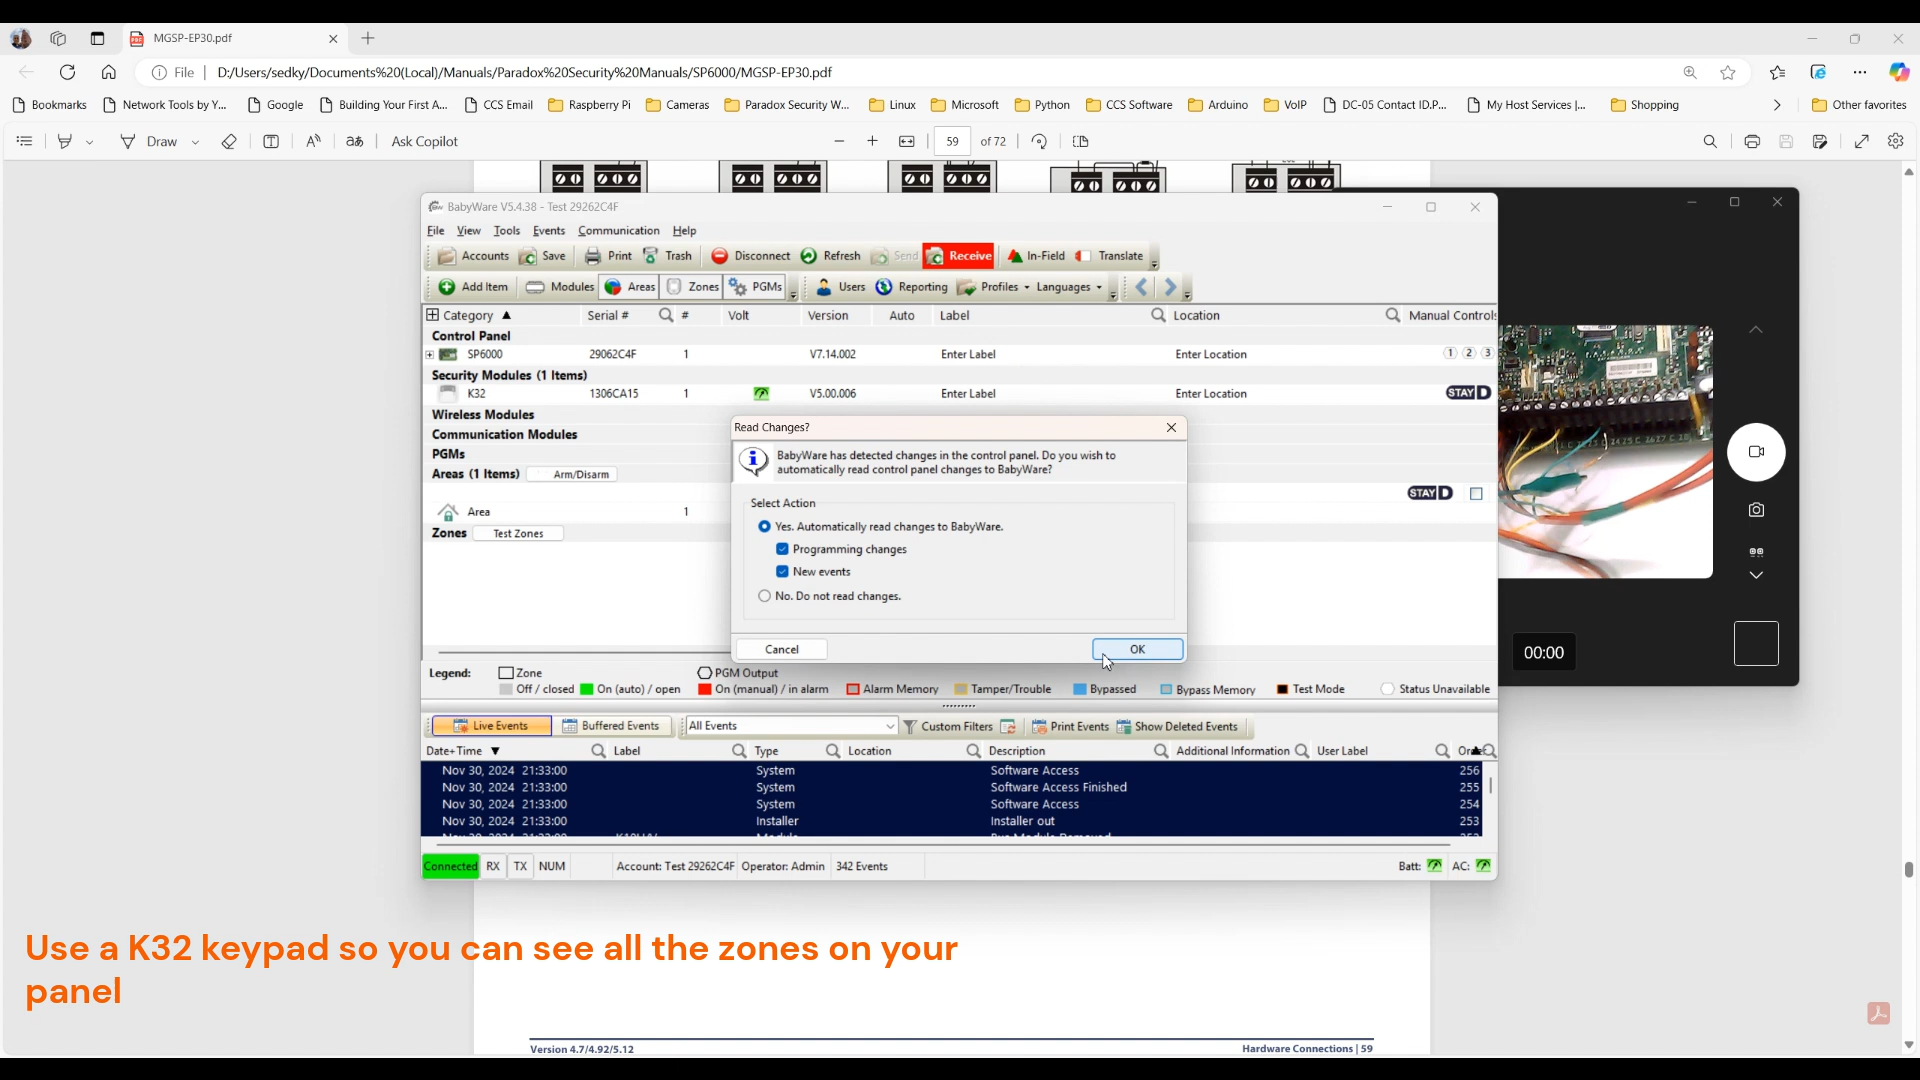 MGSP-EP30.pdf
File
D:/Users/sedky/Documents%20(Local)/Manuals/Paradox%20Security%20Manuals/SP6000/MGSP-EP30.pdf
Bookmarks Network Tools by Y... Google Building Your First A... CCS Email Raspberry Pi Cameras Paradox Security W... Linux Microsoft Python CCS Software Arduino VoIP DC-05 Contact ID.P... My Host Services |... Shopping Other favorites
Draw Ask Copilot 59 of 72
BabyWare V5.4.38 - Test 29262C4F
File View Tools Events Communication Help
Accounts Save Print Trash Disconnect Refresh Send Receive In-Field Translate
Add Item Modules Areas Zones PGMs Users Reporting Profiles Languages
Category Serial # # Volt Version Auto Label Location Manual Controls
Control Panel
SP6000 29062C4F 1 V7.14.002 Enter Label Enter Location 1 2 3
Security Modules (1 Items)
K32 1306CA15 1 V5.00.006 Enter Label Enter Location STAY D
Wireless Modules
Communication Modules
PGMs
Areas (1 Items) Arm/Disarm
STAY D
Area 1
Zones Test Zones
Read Changes?
BabyWare has detected changes in the control panel. Do you wish to
automatically read control panel changes to BabyWare?
Select Action
Yes. Automatically read changes to BabyWare.
Programming changes
New events
No. Do not read changes.
Cancel OK
00:00
Legend: Zone PGM Output
Off / closed On (auto) / open On (manual) / in alarm Alarm Memory Tamper/Trouble Bypassed Bypass Memory Test Mode Status Unavailable
Live Events Buffered Events All Events Custom Filters Print Events Show Deleted Events
Date+Time Label Type Location Description Additional Information User Label
Nov 30, 2024 21:33:00 System Software Access 256
Nov 30, 2024 21:33:00 System Software Access Finished 255
Nov 30, 2024 21:33:00 System Software Access 254
Nov 30, 2024 21:33:00 Installer Installer out 253
Connected RX TX NUM Account: Test 29262C4F Operator: Admin 342 Events Batt: AC:
Use a K32 keypad so you can see all the zones on your
panel
Version 4.7/4.92/5.12 Hardware Connections | 59